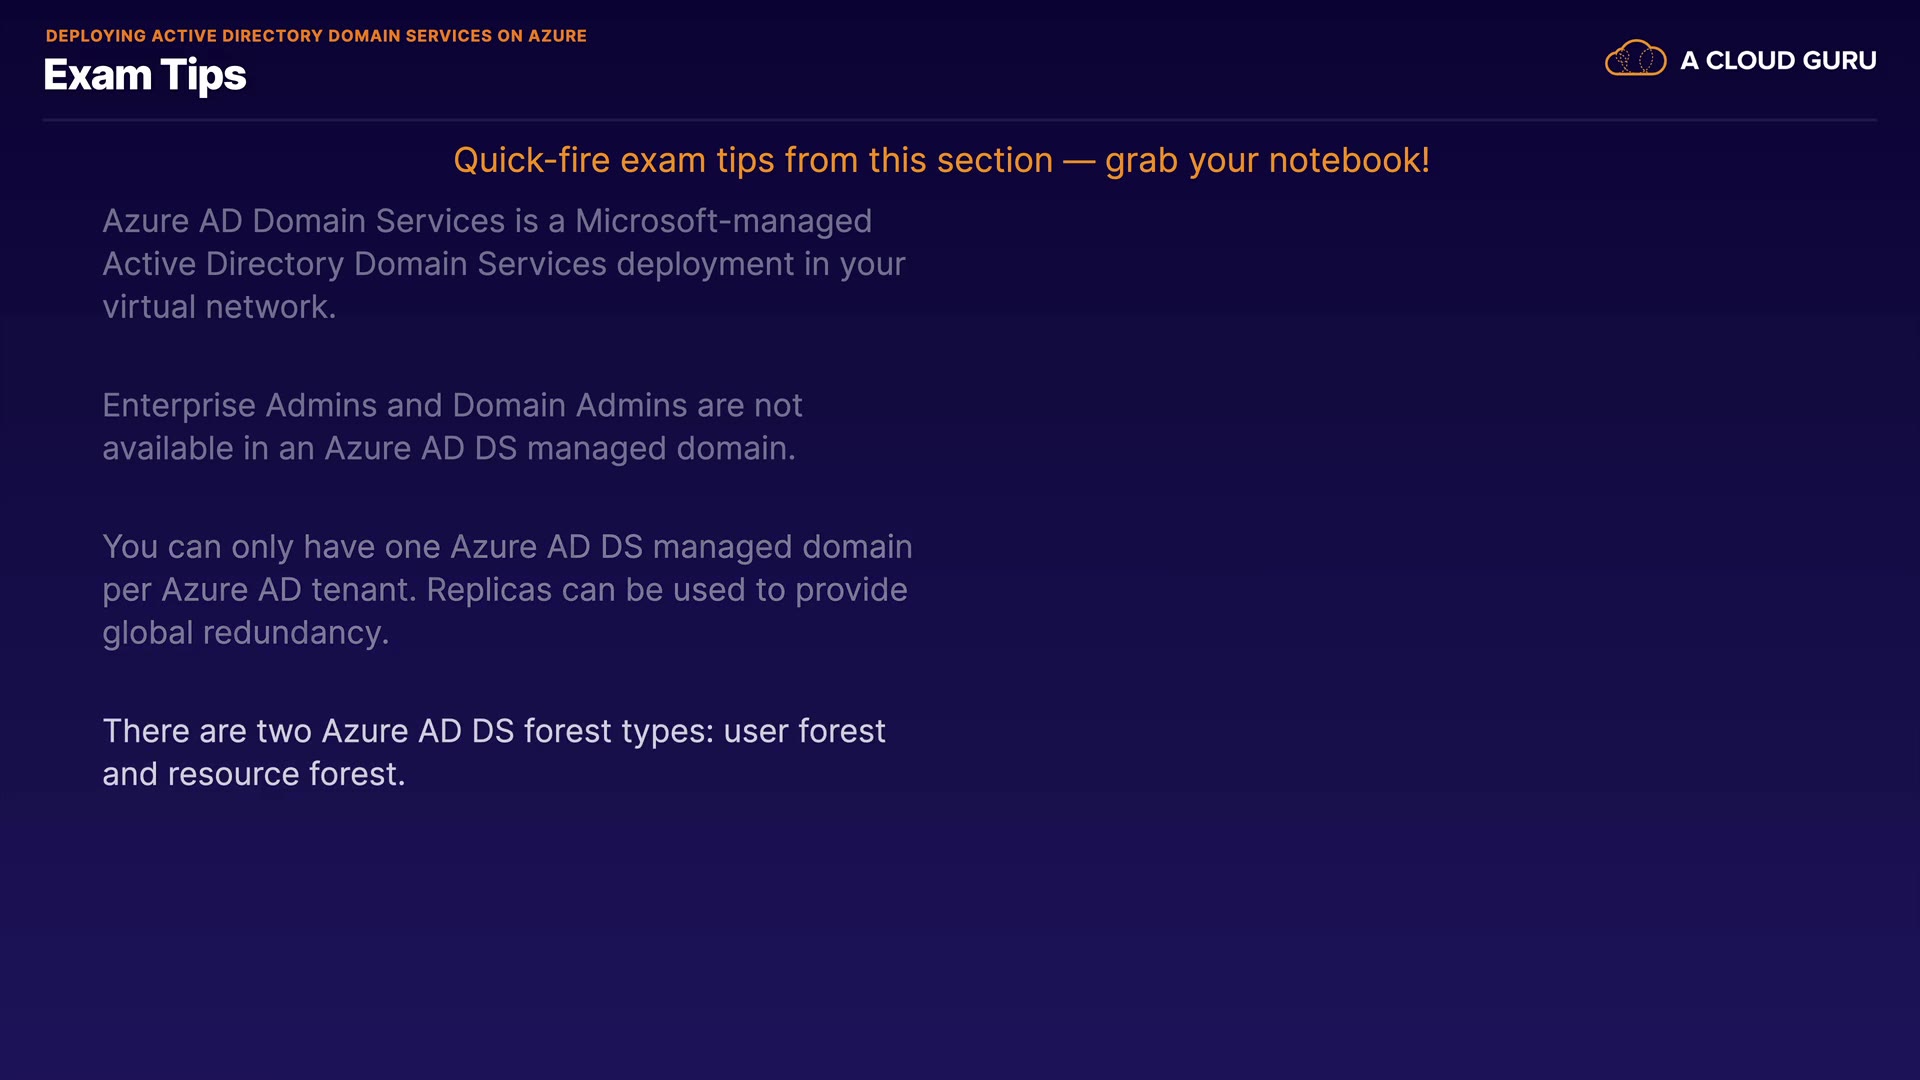 DEPLOYING ACTIVE DIRECTORY DOMAIN SERVICES ON AZURE
Exam Tips
A CLOUD GURU
Quick-fire exam tips from this section — grab your notebook!
Azure AD Domain Services is a Microsoft-managed
Active Directory Domain Services deployment in your
virtual network.
Enterprise Admins and Domain Admins are not
available in an Azure AD DS managed domain.
You can only have one Azure AD DS managed domain
per Azure AD tenant. Replicas can be used to provide
global redundancy.
There are two Azure AD DS forest types: user forest
and resource forest.